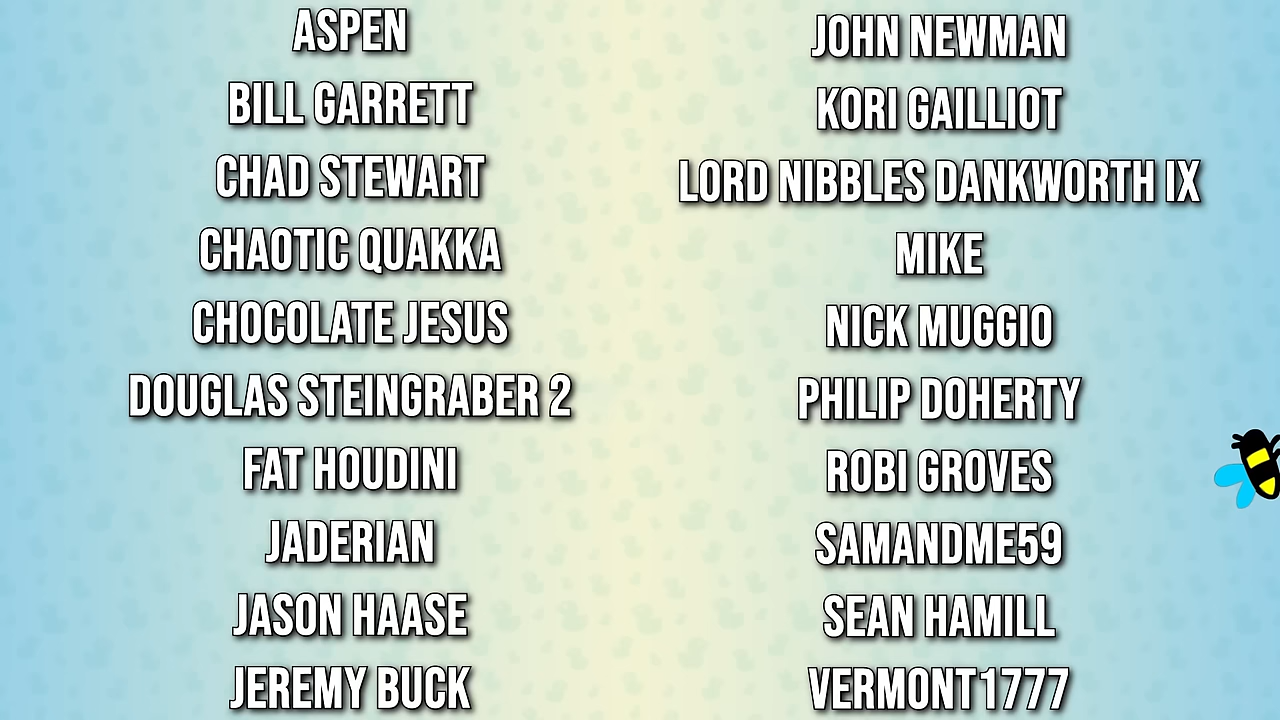 ASPEN
BILL GARRETT
CHAD STEWART
CHAOTIC QUAKKA
CHOCOLATE JESUS
DOUGLAS STEINGRABER 2
FAT HOUDINI
JADERIAN
JASON HAASE
JEREMY BUCK
JOHN NEWMAN
KORI GAILLIOT
LORD NIBBLES DANKWORTH IX
MIKE
NICK MUGGIO
PHILIP DOHERTY
ROBI GROVES
SAMANDME59
SEAN HAMILL
VERMONT1777